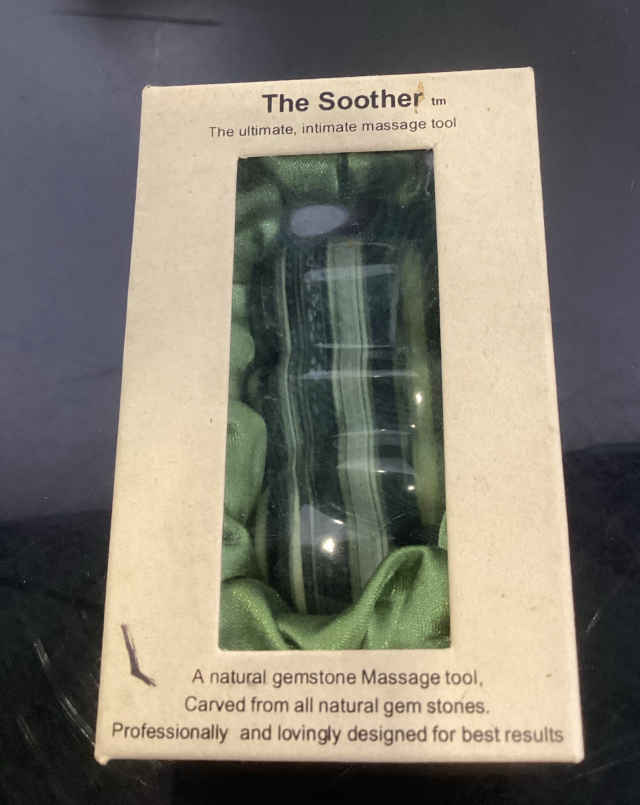 The Soother tm
The ultimate, intimate massage tool
A natural gemstone Massage tool,
Carved from all natural gem stones.
Professionally and lovingly designed for best results